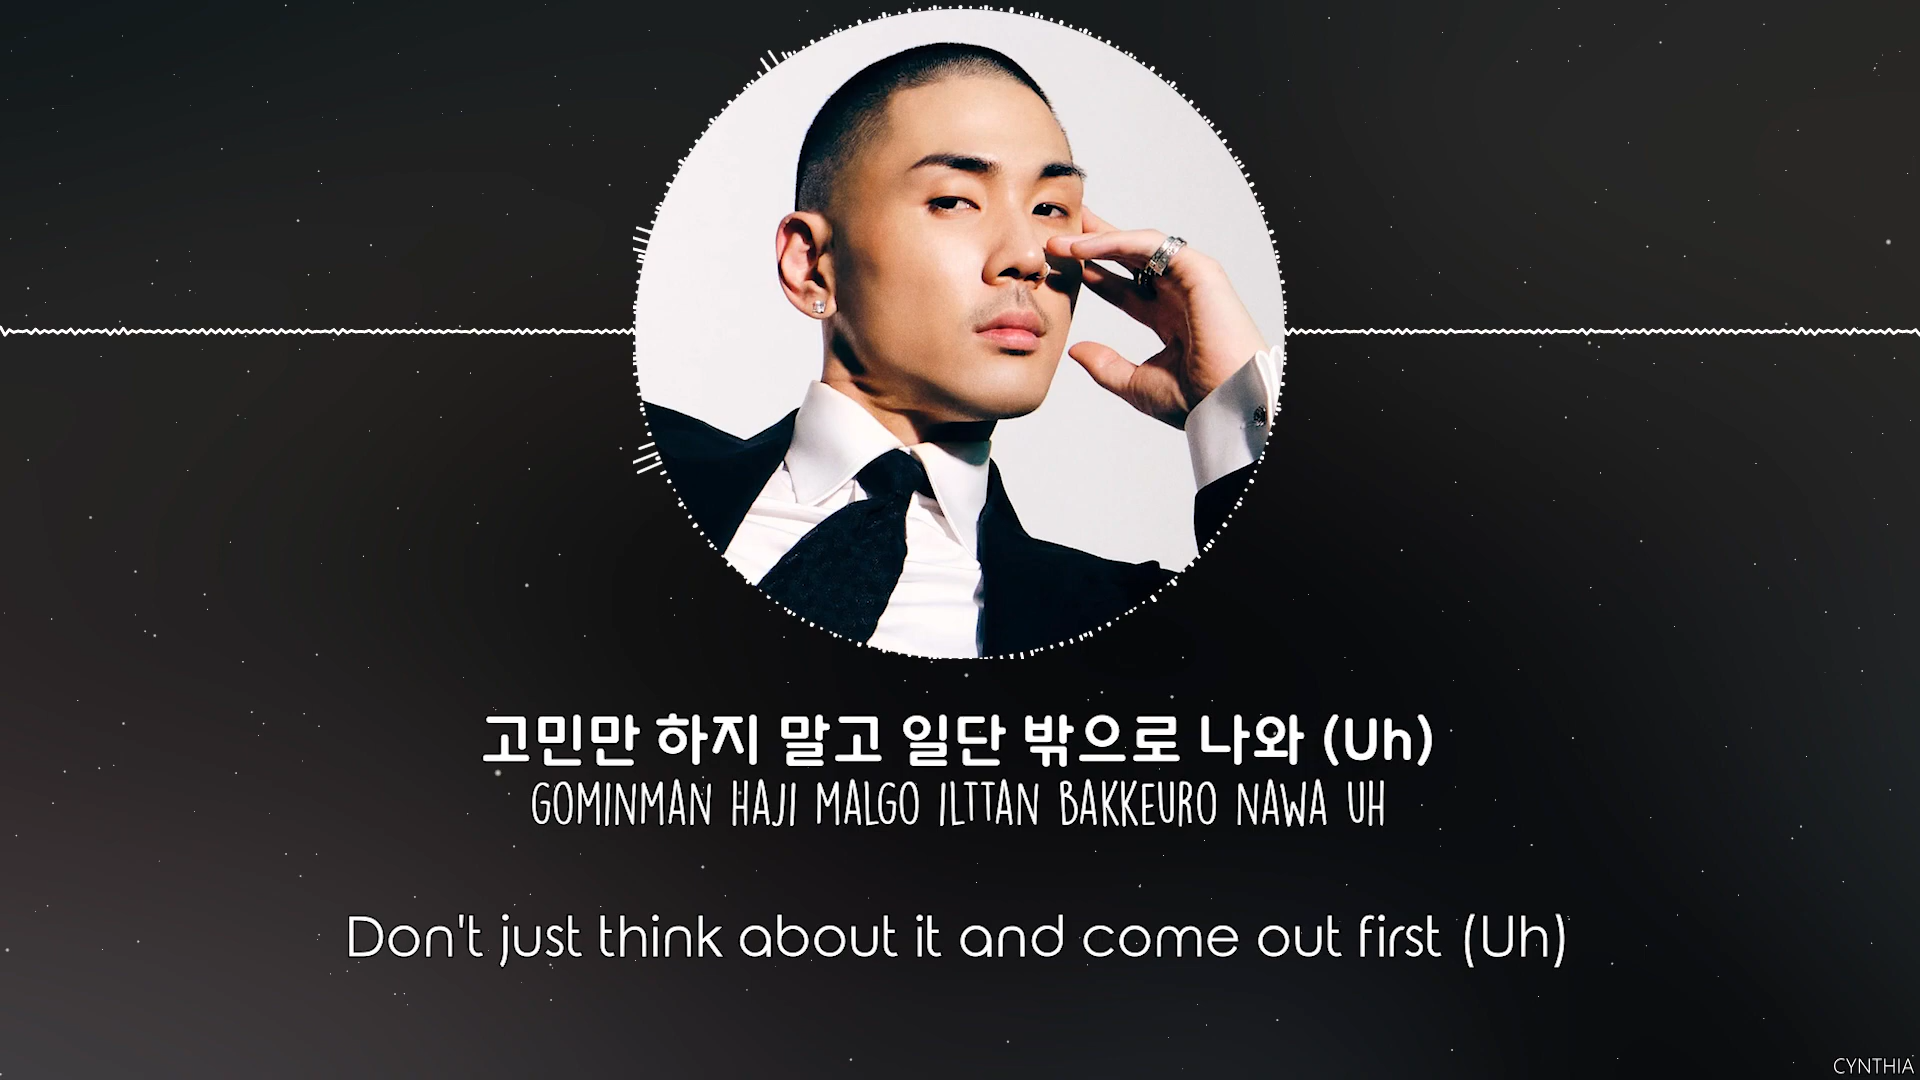 고민만 하지 말고 일단 밖으로 나와 (Uh)
GOMINMAN HAJI MALGO ILTTAN BAKKEURO NAWA UH
Don't just think about it and come out first (Uh)
CYNTHIA